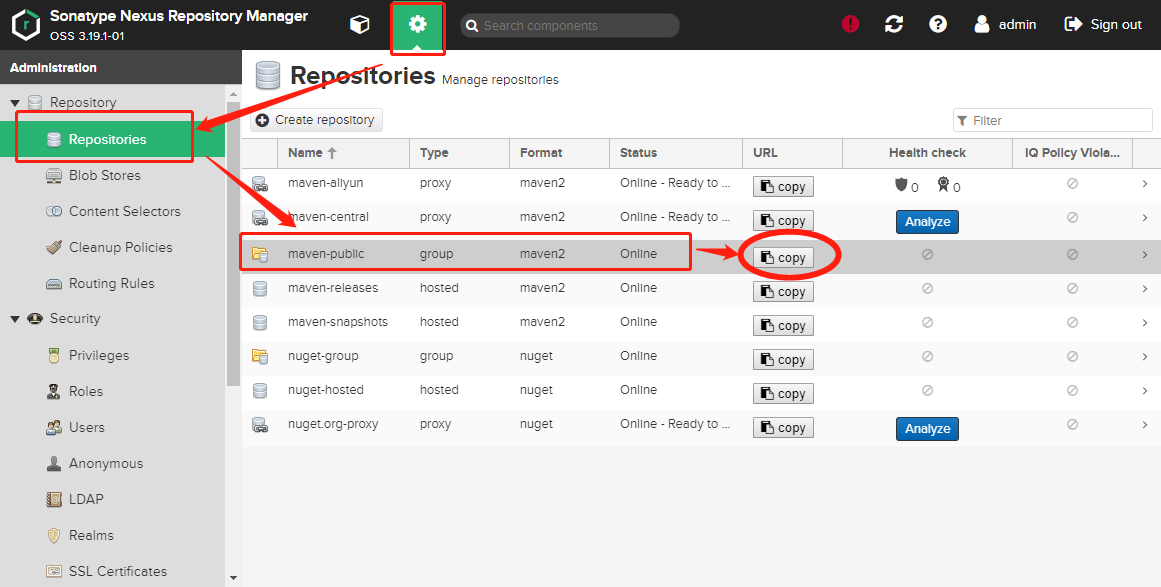 Sonatype Nexus Repository Manager
OSS 3.19.1-01
Search components
admin
Sign out
Administration
Repository
Repositories
Blob Stores
Content Selectors
Cleanup Policies
Routing Rules
Security
Privileges
Roles
Users
Anonymous
LDAP
Realms
SSL Certificates
Repositories Manage repositories
Create repository
Filter
Name Type Format Status URL Health check IQ Policy Viola...
maven-aliyun proxy maven2 Online - Ready to ... copy 0 0
maven-central proxy maven2 Online - Ready to ... copy Analyze
maven-public group maven2 Online copy
maven-releases hosted maven2 Online copy
maven-snapshots hosted maven2 Online copy
nuget-group group nuget Online copy
nuget-hosted hosted nuget Online copy
nuget.org-proxy proxy nuget Online - Ready to ... copy Analyze